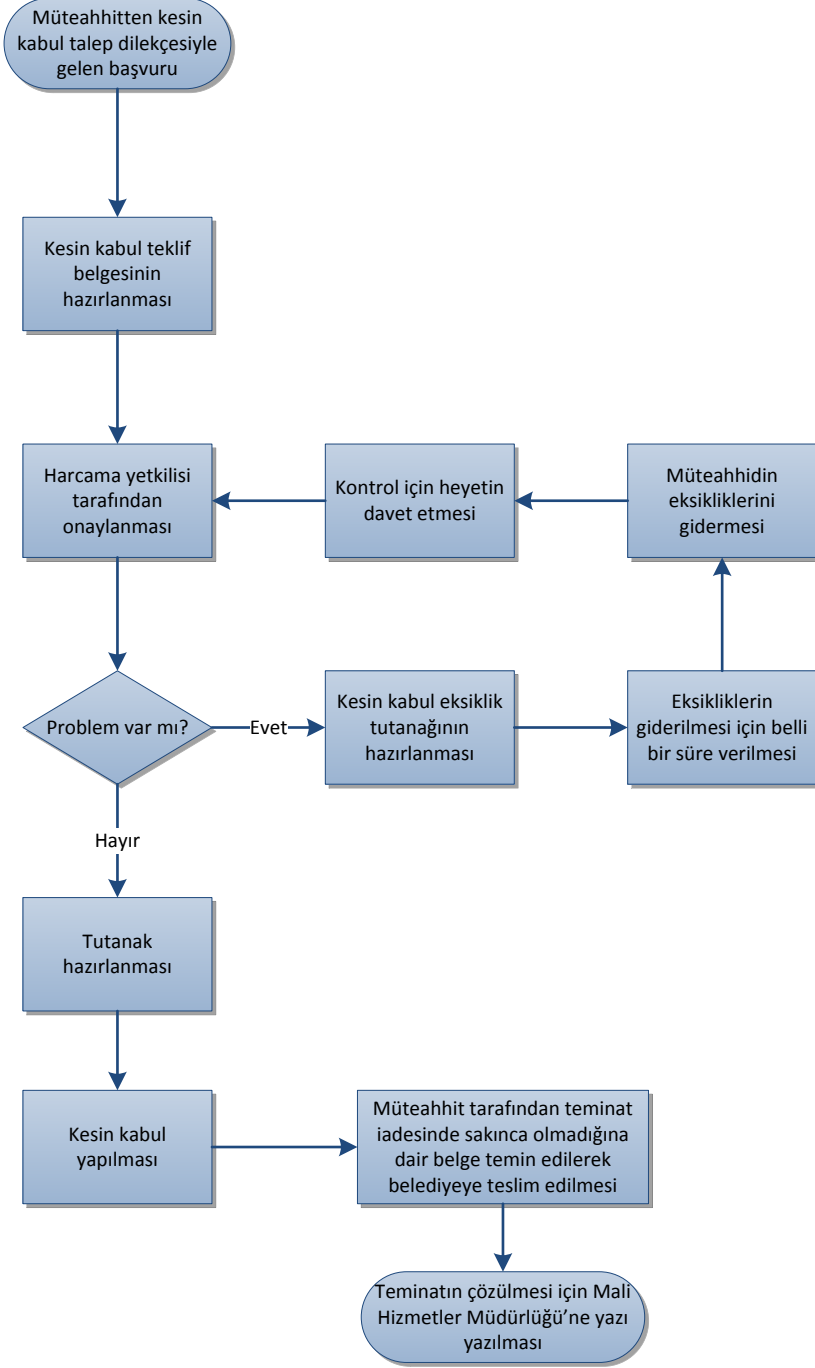 Müteahhitten kesin
kabul talep dilekçesiyle
gelen başvuru
Kesin kabul teklif
belgesinin
hazırlanması
Harcama yetkilisi
tarafından
onaylanması
Kontrol için heyetin
davet etmesi
Müteahhidin
eksikliklerini
gidermesi
Problem var mı?
Evet
Kesin kabul eksiklik
tutanağının
hazırlanması
Eksikliklerin
giderilmesi için belli
bir süre verilmesi
Hayır
Tutanak
hazırlanması
Kesin kabul
yapılması
Müteahhit tarafından teminat
iadesinde sakınca olmadığına
dair belge temin edilerek
belediyeye teslim edilmesi
Teminatın çözülmesi için Mali
Hizmetler Müdürlüğü’ne yazı
yazılması